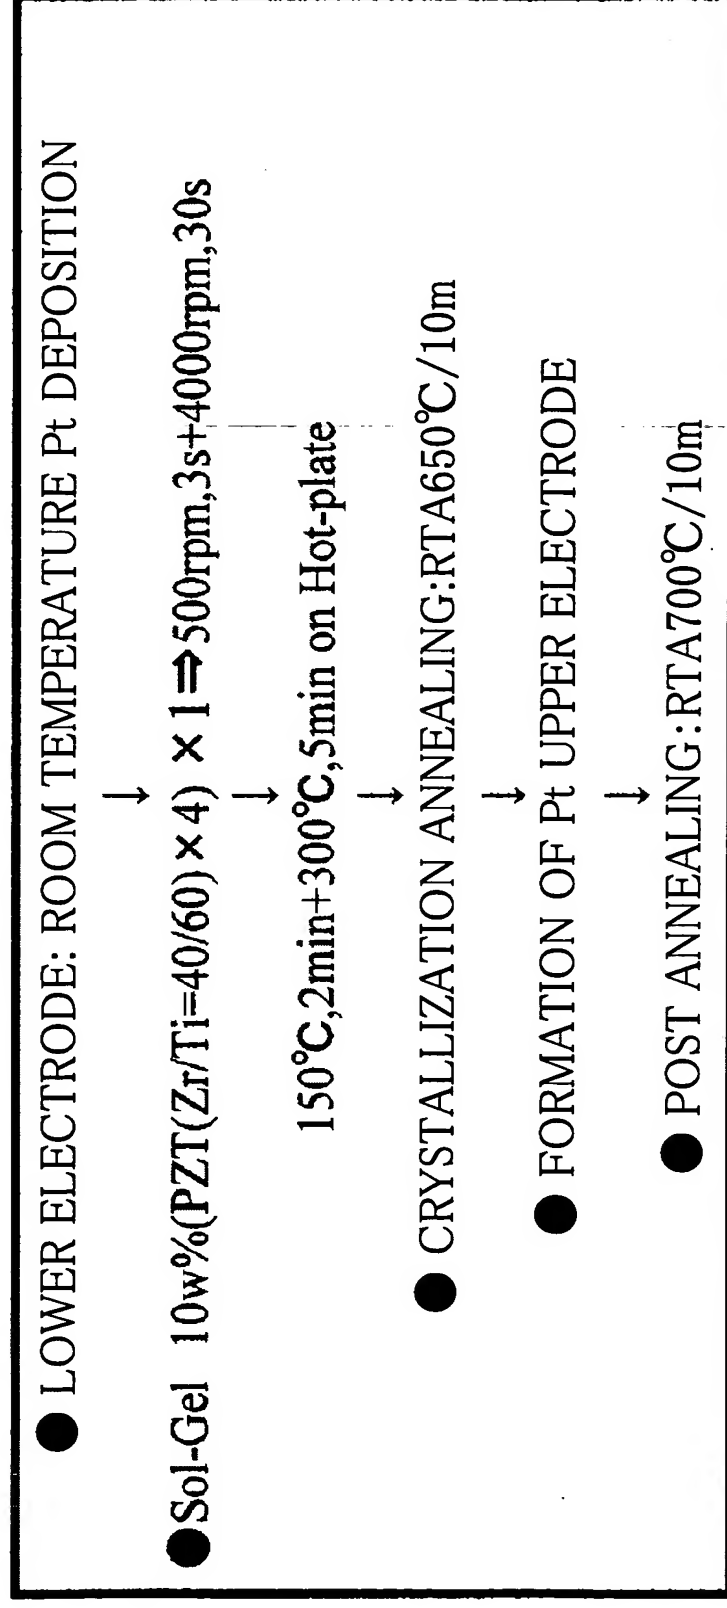 ● LOWER ELECTRODE: ROOM TEMPERATURE Pt DEPOSITION
↓
●Sol-Gel 10w%(PZT(Zr/Ti=40/60)×4) ×1⇒500rpm,3s+4000rpm,30s
↓
150℃,2min+300℃,5min on Hot-plate
↓
● CRYSTALLIZATION ANNEALING:RTA650℃/10m
↓
● FORMATION OF Pt UPPER ELECTRODE
↓
● POST ANNEALING:RTA700℃/10m